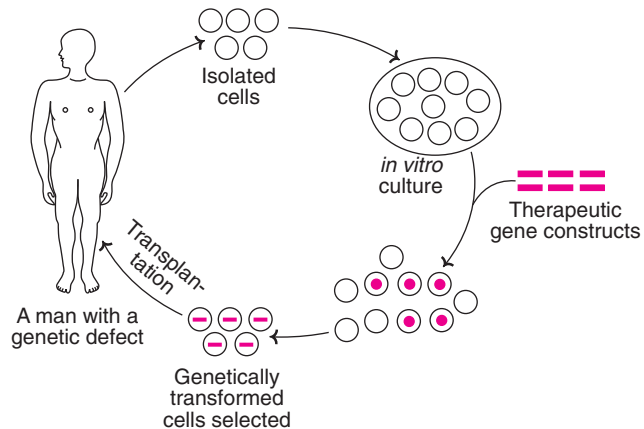 Isolated
cells
in vitro
culture
Therapeutic
gene constructs
Transplan-
tation
A man with a
genetic defect
Genetically
transformed
cells selected